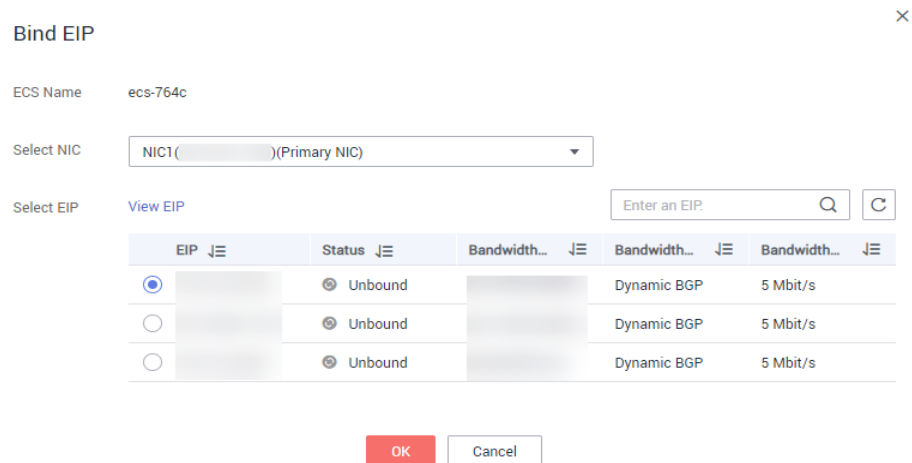 Bind EIP
ECS Name ecs-764c
Select NIC NIC1( )(Primary NIC)
Select EIP View EIP Enter an EIP.
EIP Status Bandwidth... Bandwidth... Bandwidth...
Unbound Dynamic BGP 5 Mbit/s
Unbound Dynamic BGP 5 Mbit/s
Unbound Dynamic BGP 5 Mbit/s
OK Cancel